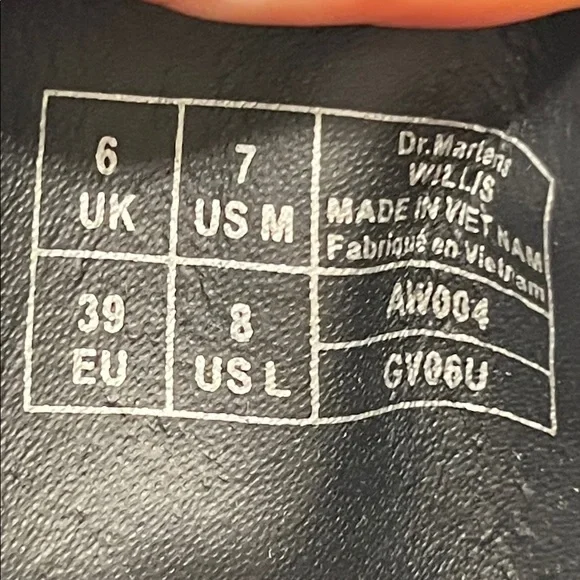 6
UK
7
US M
Dr.Martens
WILLIS
MADE IN VIET NAM
Fabriqué en Vietnam
39
EU
8
US L
AW004
GV06U